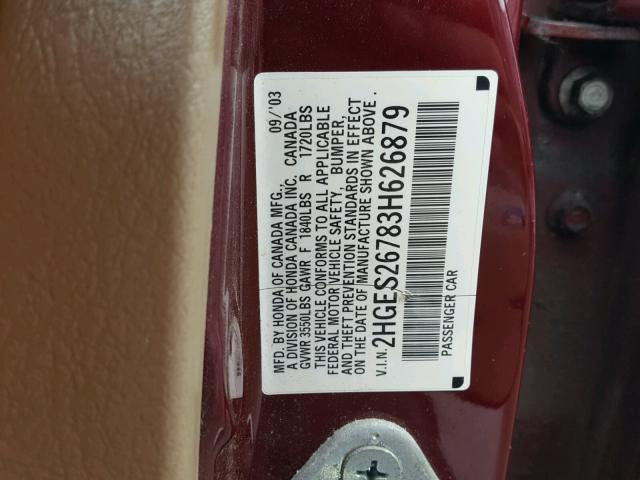 MFD. BY HONDA OF CANADA MFG., 09/'03
A DIVISION OF HONDA CANADA INC. CANADA
GVWR 3550LBS GAWR F 1840LBS R 1720LBS
THIS VEHICLE CONFORMS TO ALL APPLICABLE
FEDERAL MOTOR VEHICLE SAFETY, BUMPER,
AND THEFT PREVENTION STANDARDS IN EFFECT
ON THE DATE OF MANUFACTURE SHOWN ABOVE.
V.I.N. 2HGES26783H626879
PASSENGER CAR